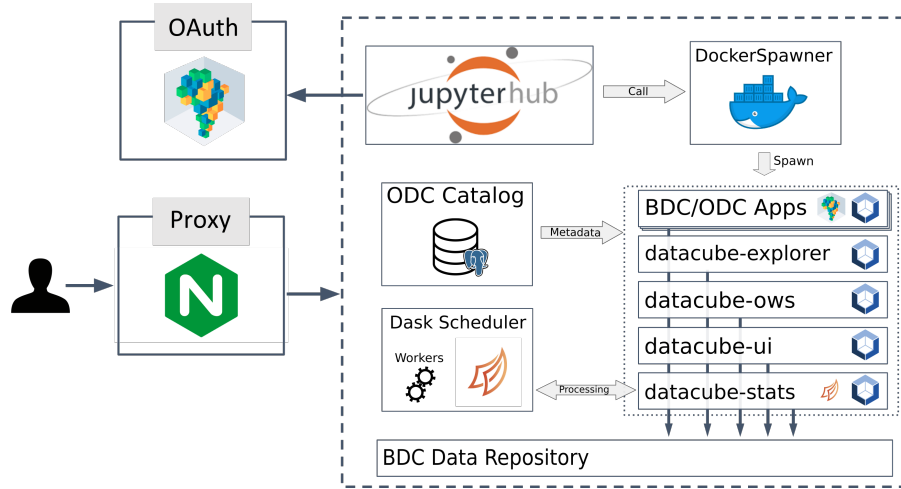 OAuth
jupyterhub
Call
DockerSpawner
Spawn
Proxy
N
ODC Catalog
Metadata
BDC/ODC Apps
datacube-explorer
datacube-ows
datacube-ui
datacube-stats
Dask Scheduler
Workers
Processing
BDC Data Repository